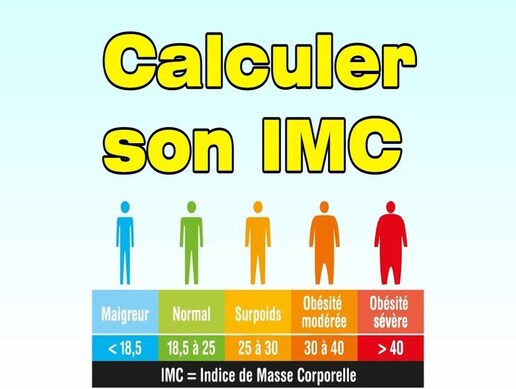 Calculer
son IMC
Maigreur Normal Surpoids Obésité modérée Obésité sévère
< 18,5 18,5 à 25 25 à 30 30 à 40 > 40
IMC = Indice de Masse Corporelle